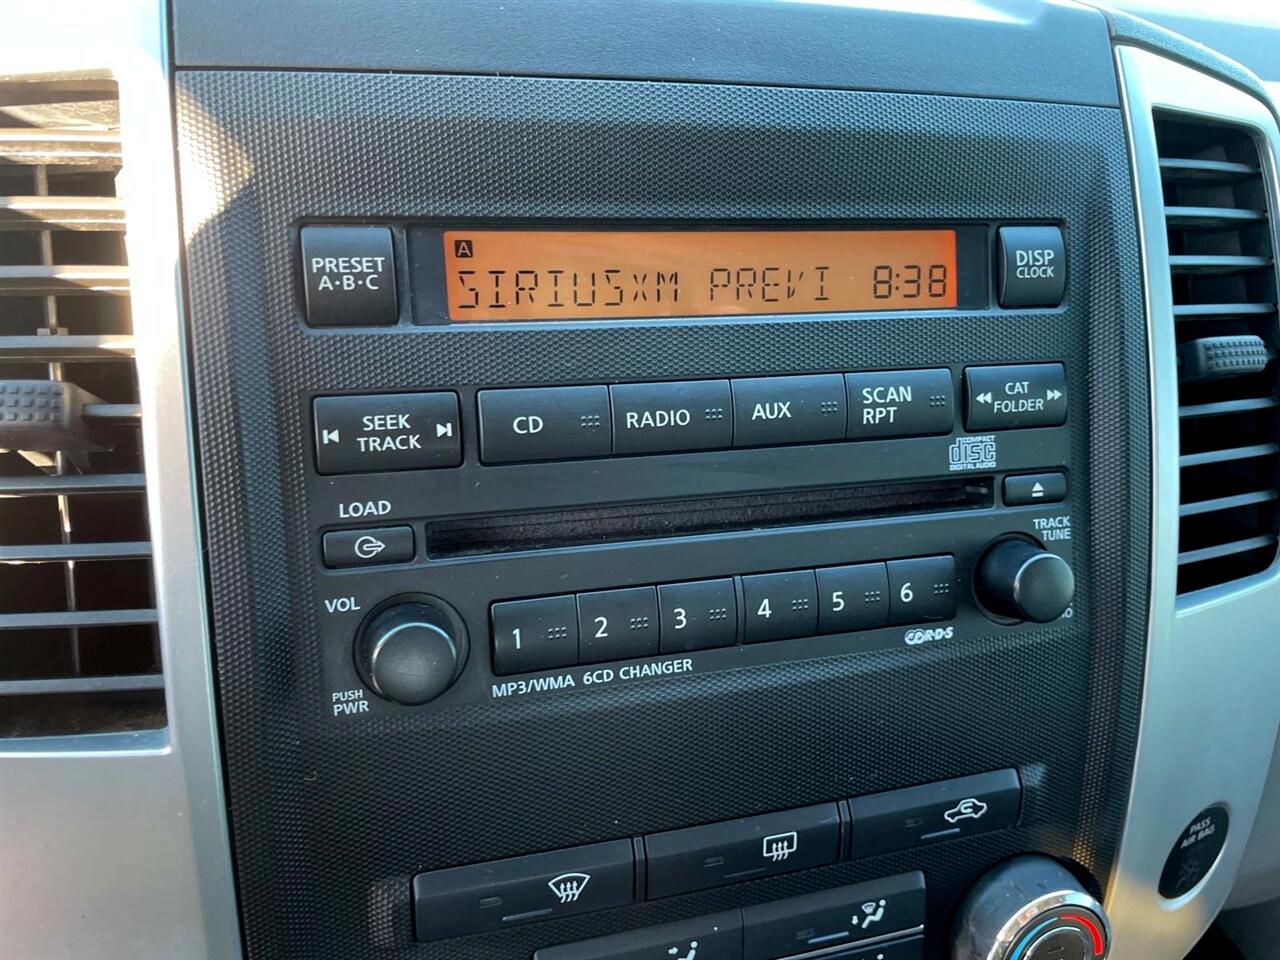 PRESET
A·B·C
A
SIRIUSXM PREVI 8:38
DISP
CLOCK
SEEK
TRACK
CD
RADIO
AUX
SCAN
RPT
CAT
FOLDER
COMPACT
disc
DIGITAL AUDIO
LOAD
TRACK
TUNE
VOL
PUSH
PWR
1
2
3
4
5
6
MP3/WMA 6CD CHANGER
R·D·S
PASS
AIR BAG